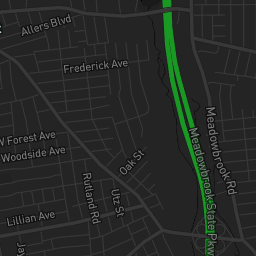 Allers Blvd
Frederick Ave
W Forest Ave
Woodside Ave
Oak St
Meadowbrook Rd
Meadowbrook State Pkwy
Rutland Rd
Utz St
Lillian Ave